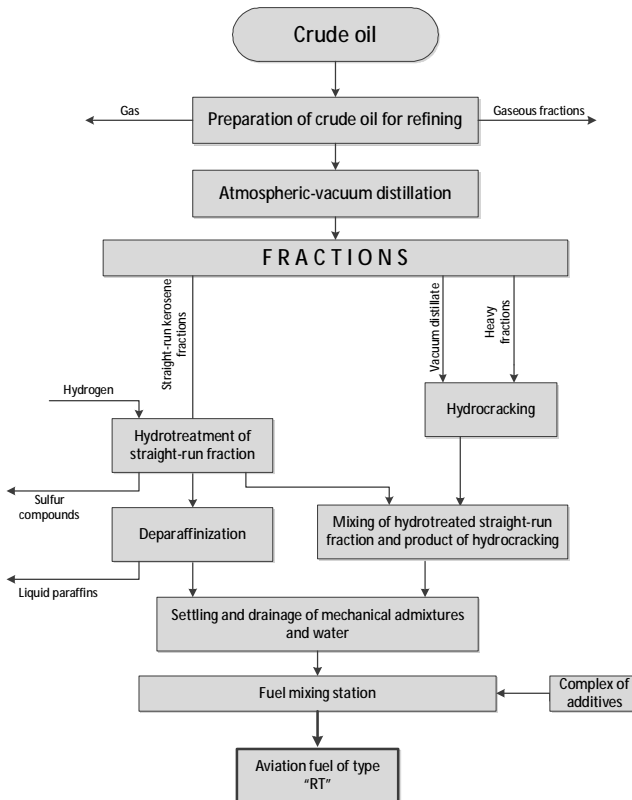 Crude oil
Gas
Preparation of crude oil for refining
Gaseous fractions
Atmospheric-vacuum distillation
FRACTIONS
Straight-run kerosene
fractions
Vacuum distillate
Heavy
fractions
Hydrogen
Hydrocracking
Hydrotreatment of
straight-run fraction
Sulfur
compounds
Deparaffinization
Mixing of hydrotreated straight-run
fraction and product of hydrocracking
Liquid paraffins
Settling and drainage of mechanical admixtures
and water
Fuel mixing station
Complex of
additives
Aviation fuel of type
"RT"